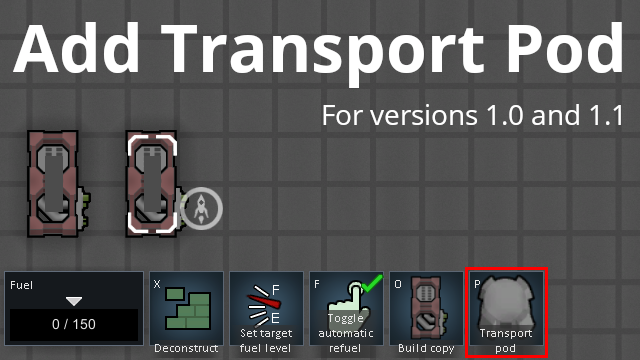 Add Transport Pod
For versions 1.0 and 1.1
Fuel
0 / 150
X
Deconstruct
F
E
Set target
fuel level
F
Toggle
automatic
refuel
O
Build copy
P
Transport
pod